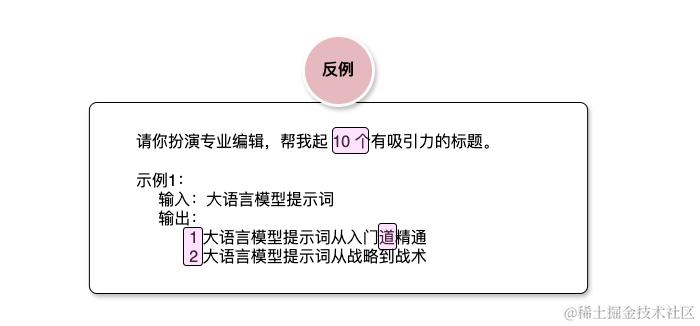 反例
请你扮演专业编辑，帮我起 10 个有吸引力的标题。
示例1：
输入：大语言模型提示词
输出：
1 大语言模型提示词从入门道精通
2 大语言模型提示词从战略到战术
@稀土掘金技术社区